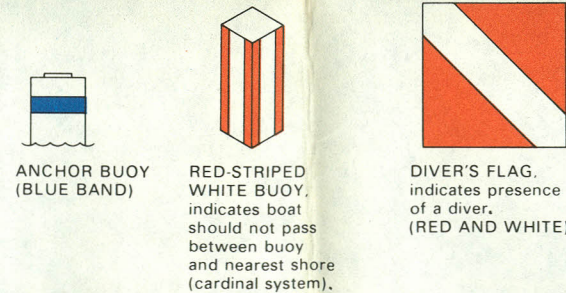 ANCHOR BUOY
(BLUE BAND)
RED-STRIPED
WHITE BUOY,
indicates boat
should not pass
between buoy
and nearest shore
(cardinal system).
DIVER'S FLAG,
indicates presence
of a diver.
(RED AND WHITE)